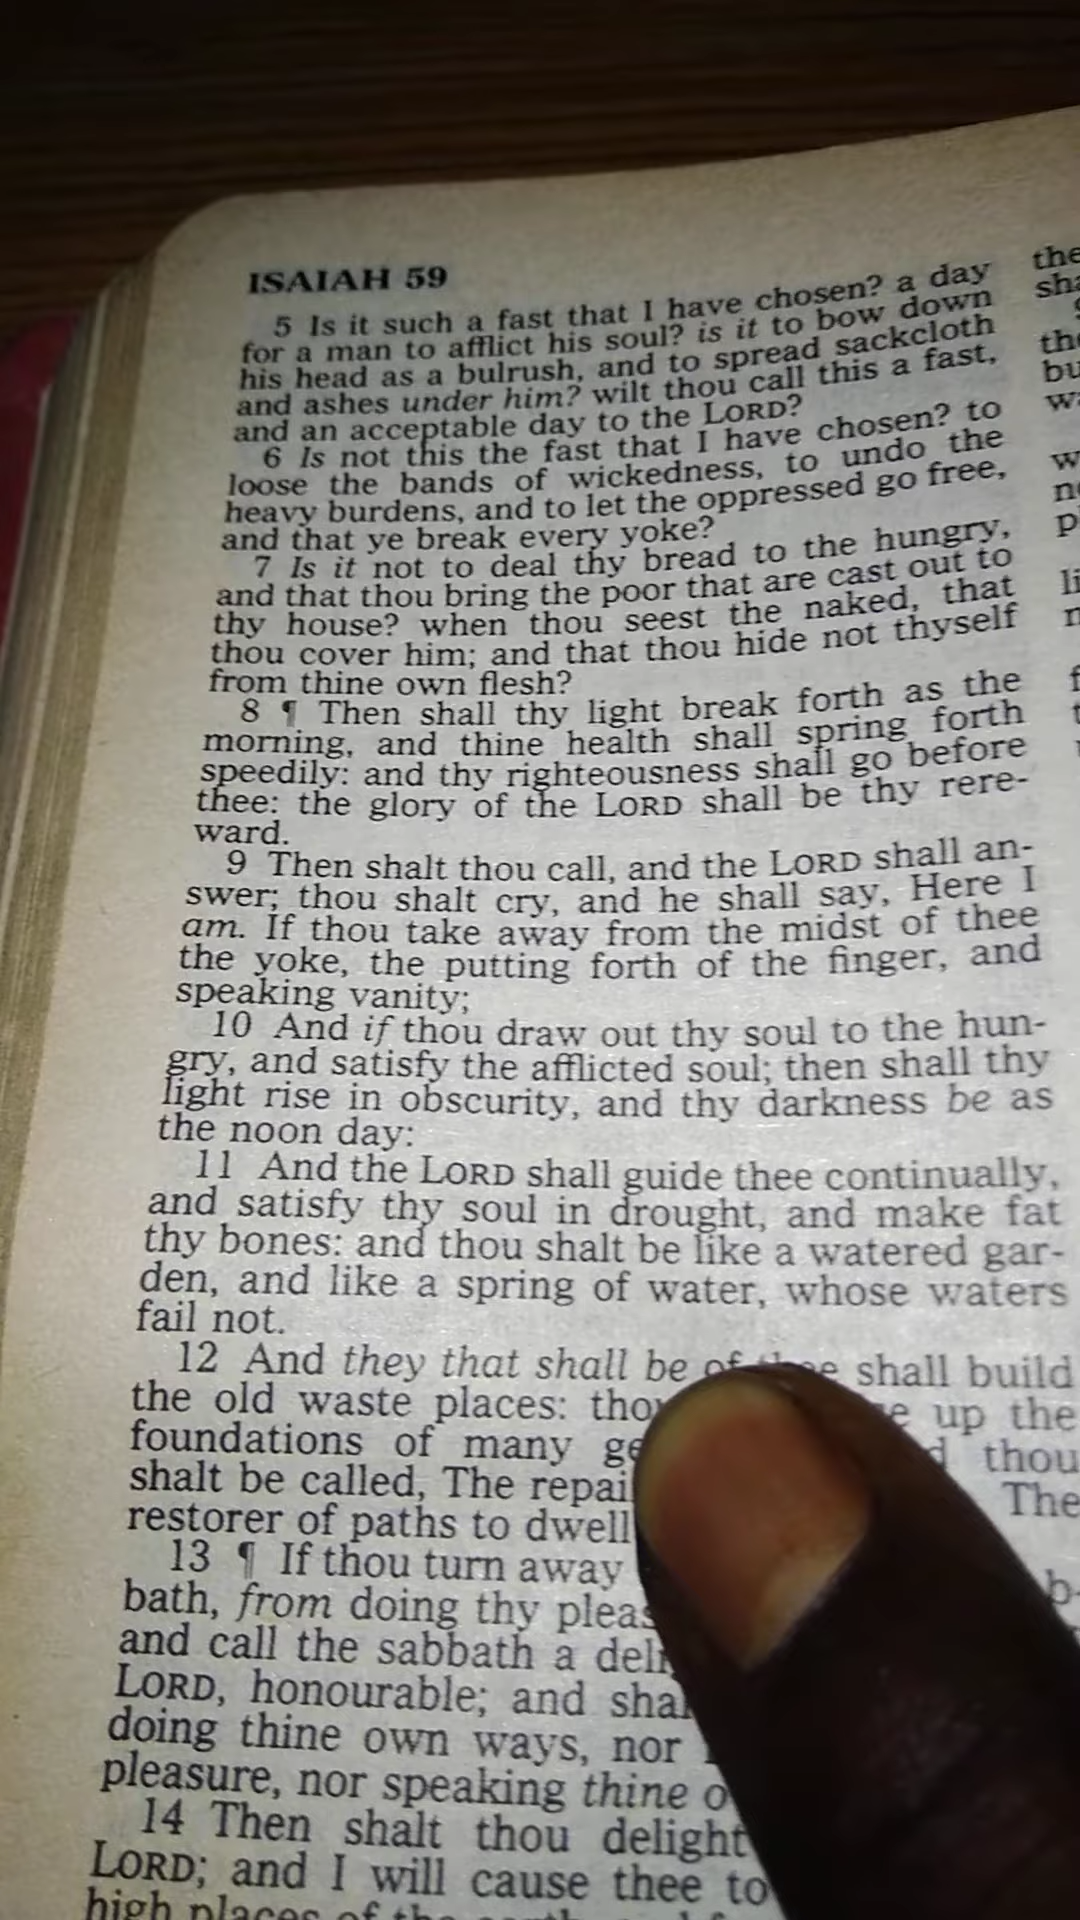 ISAIAH 59
5 Is it such a fast that I have chosen? a day
for a man to afflict his soul? is it to bow down
his head as a bulrush, and to spread sackcloth
and ashes under him? wilt thou call this a fast,
and an acceptable day to the LORD?
6 Is not this the fast that I have chosen? to
loose the bands of wickedness, to undo the
heavy burdens, and to let the oppressed go free,
and that ye break every yoke?
7 Is it not to deal thy bread to the hungry,
and that thou bring the poor that are cast out to
thy house? when thou seest the naked, that
thou cover him; and that thou hide not thyself
from thine own flesh?
8 ¶ Then shall thy light break forth as the
morning, and thine health shall spring forth
speedily: and thy righteousness shall go before
thee: the glory of the LORD shall be thy rere-
ward.
9 Then shalt thou call, and the LORD shall an-
swer; thou shalt cry, and he shall say, Here I
am. If thou take away from the midst of thee
the yoke, the putting forth of the finger, and
speaking vanity;
10 And if thou draw out thy soul to the hun-
gry, and satisfy the afflicted soul; then shall thy
light rise in obscurity, and thy darkness be as
the noon day:
11 And the LORD shall guide thee continually,
and satisfy thy soul in drought, and make fat
thy bones: and thou shalt be like a watered gar-
den, and like a spring of water, whose waters
fail not.
12 And they that shall be of shall build
the old waste places: up the
foundations of many thou
shalt be called, The The
restorer of paths to dwell
13 ¶ If thou turn away
bath, from doing thy
and call the sabbath a
LORD, honourable; and
doing thine own ways, nor
pleasure, nor speaking thine
14 Then shalt thou delight
LORD; and I will cause thee to
high places of the
the